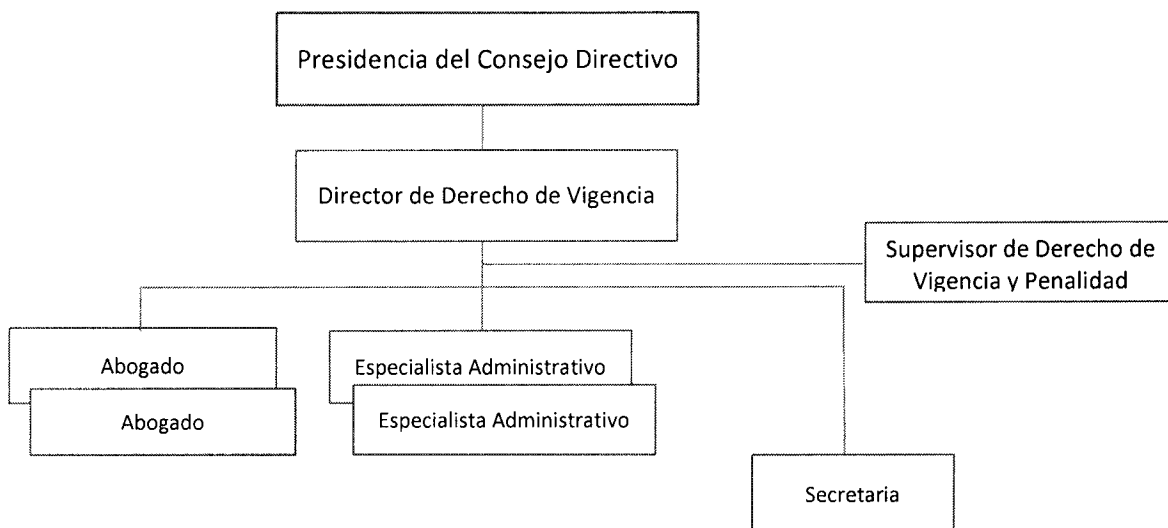 Presidencia del Consejo Directivo
Director de Derecho de Vigencia
Supervisor de Derecho de
Vigencia y Penalidad
Abogado
Abogado
Especialista Administrativo
Especialista Administrativo
Secretaria